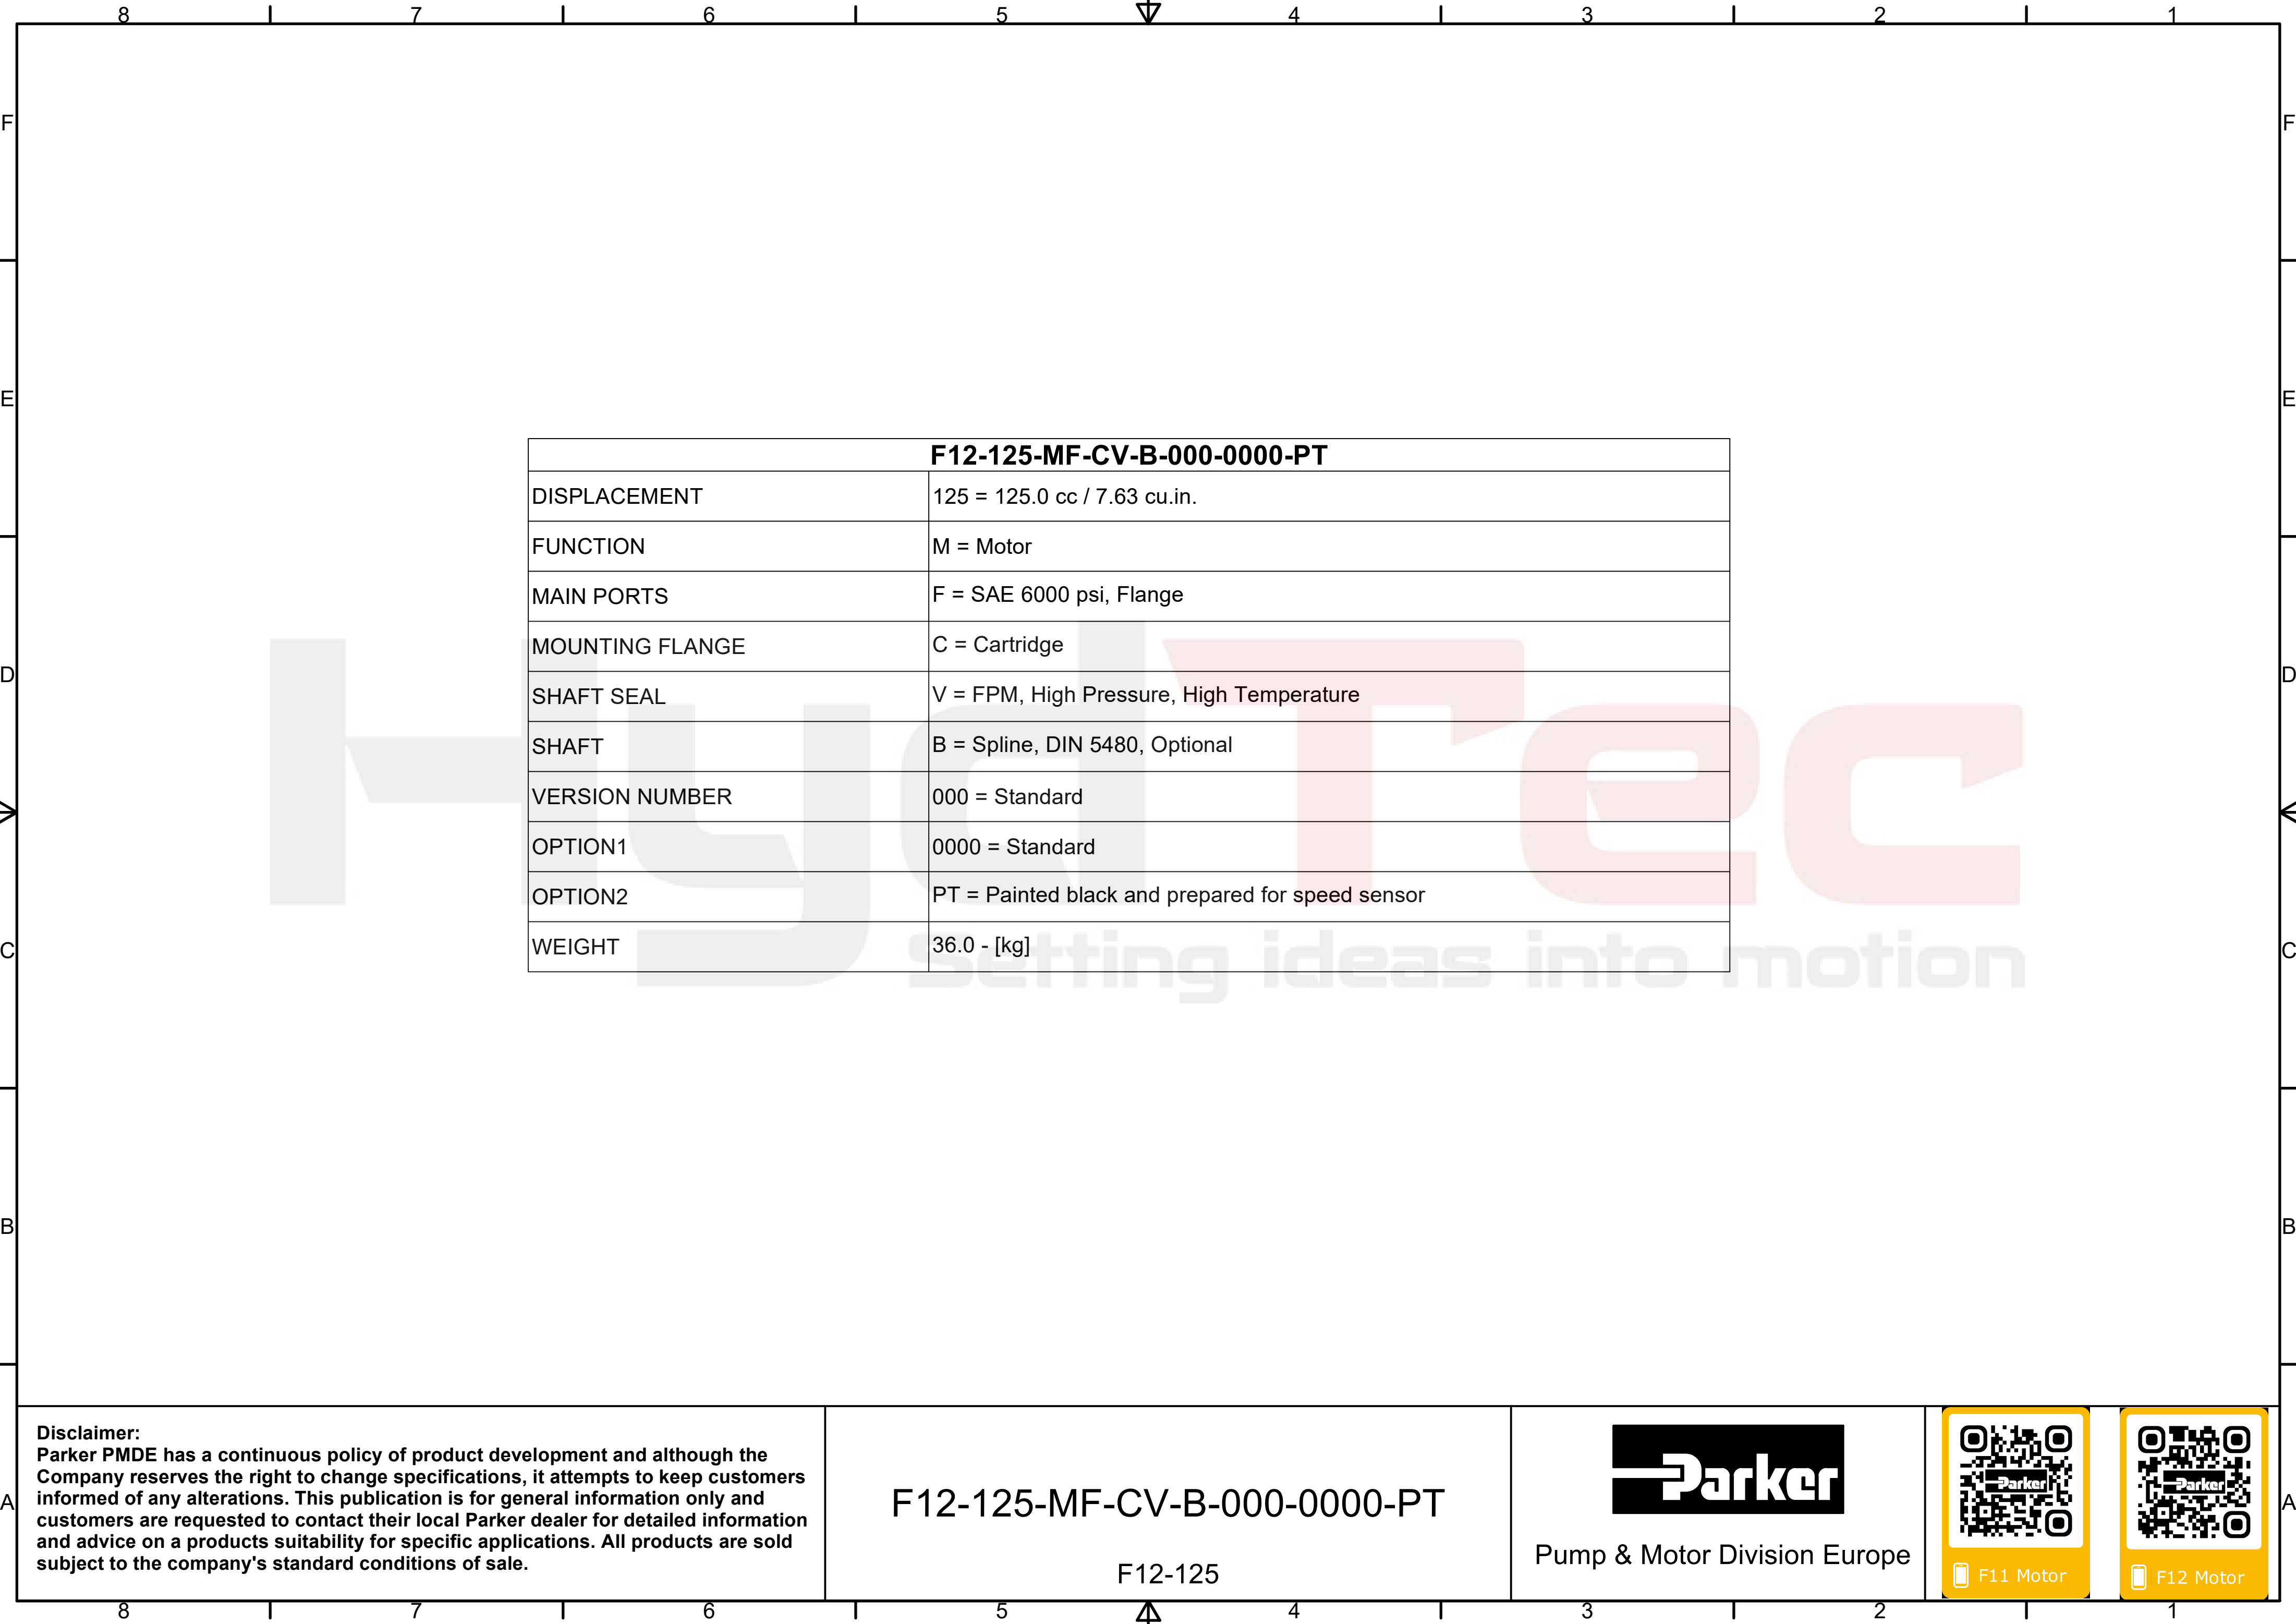 8 7 6 5 4 3 2 1
F F
E E
F12-125-MF-CV-B-000-0000-PT
DISPLACEMENT 125 = 125.0 cc / 7.63 cu.in.
FUNCTION M = Motor
MAIN PORTS F = SAE 6000 psi, Flange
MOUNTING FLANGE C = Cartridge
D D
SHAFT SEAL V = FPM, High Pressure, High Temperature
SHAFT B = Spline, DIN 5480, Optional
VERSION NUMBER 000 = Standard
OPTION1 0000 = Standard
OPTION2 PT = Painted black and prepared for speed sensor
WEIGHT 36.0 - [kg]
HydTec
Setting ideas into motion
C C
B B
A A
Disclaimer:
Parker PMDE has a continuous policy of product development and although the
Company reserves the right to change specifications, it attempts to keep customers
informed of any alterations. This publication is for general information only and
customers are requested to contact their local Parker dealer for detailed information
and advice on a products suitability for specific applications. All products are sold
subject to the company's standard conditions of sale.
F12-125-MF-CV-B-000-0000-PT
F12-125
Parker
Pump & Motor Division Europe
Parker
F11 Motor
Parker
F12 Motor
8 7 6 5 4 3 2 1